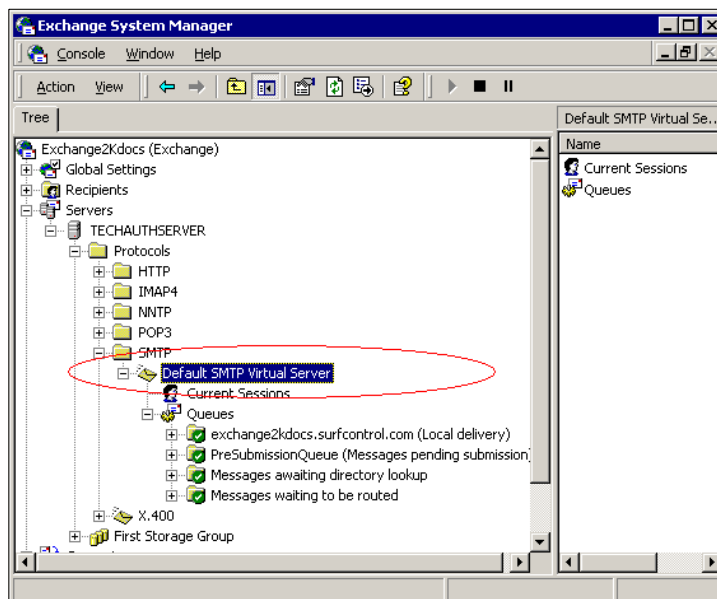 Exchange System Manager
Console Window Help
Action View
Tree
Default SMTP Virtual Se...
Exchange2Kdocs (Exchange)
Name
Global Settings
Current Sessions
Recipients
Queues
Servers
TECHAUTHSERVER
Protocols
HTTP
IMAP4
NNTP
POP3
SMTP
Default SMTP Virtual Server
Current Sessions
Queues
exchange2kdocs.surfcontrol.com (Local delivery)
PreSubmissionQueue (Messages pending submission
Messages awaiting directory lookup
Messages waiting to be routed
X.400
First Storage Group